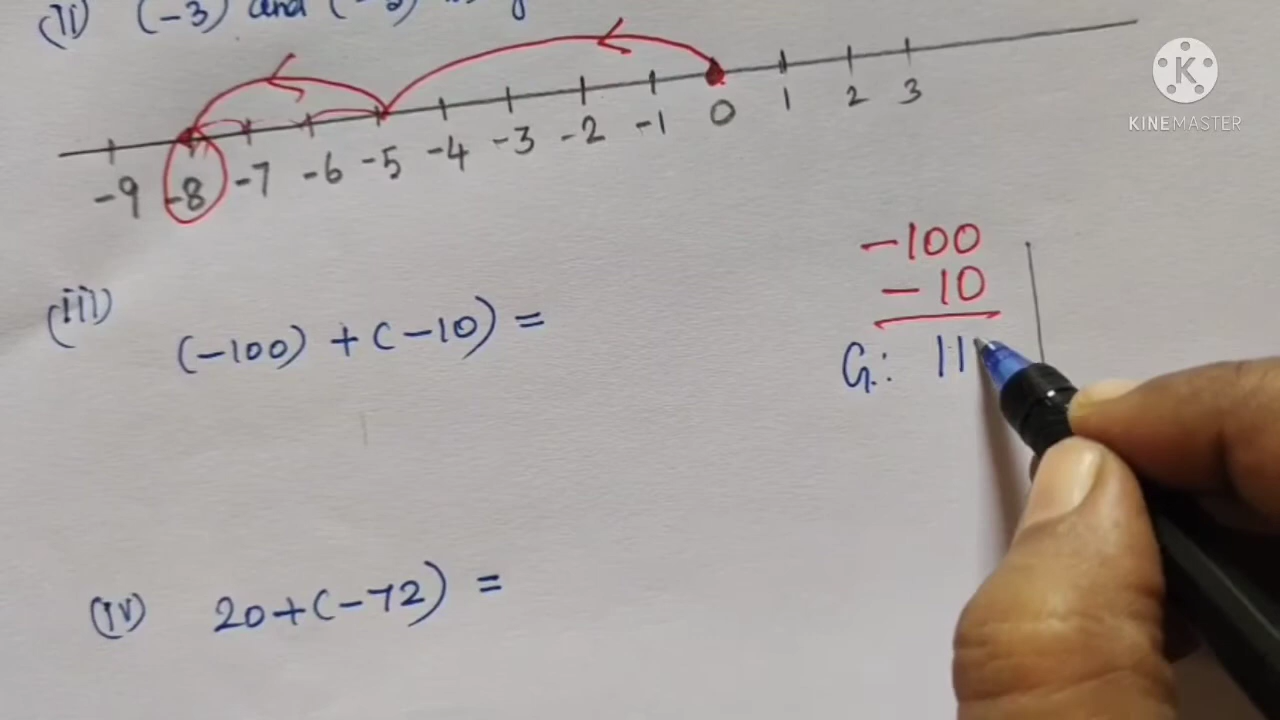 (ii) (-3) and
K
KINEMASTER
-9 -8 -7 -6 -5 -4 -3 -2 -1 0 1 2 3
-100
-10
(iii) (-100) + (-10) =
G: 11
(iv) 20+(-72) =